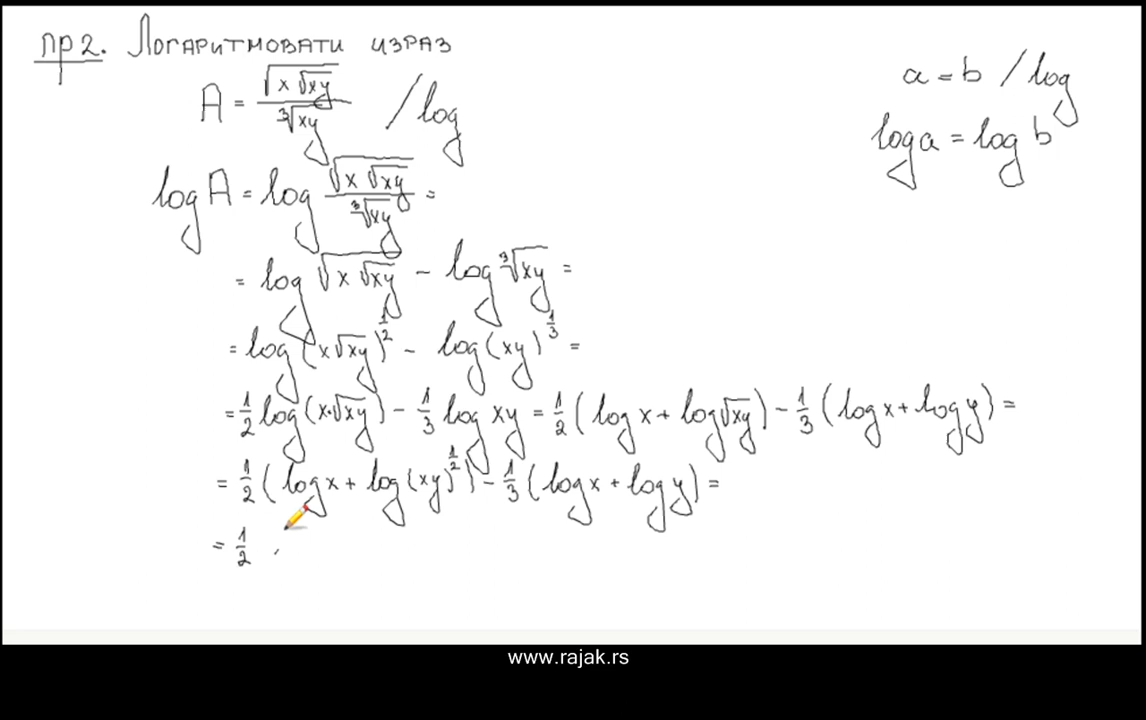 ПР 2. ЛОГАРИТМОВАТИ ИЗРАЗ
A = √(x√(xy)) / ∛(xy) / log
a = b / log
log a = log b
log A = log √(x√(xy)) / ∛(xy) =
= log √(x√(xy)) − log ∛(xy) =
= log (x√(xy))^(1/2) − log (xy)^(1/3) =
= 1/2 log (x·√(xy)) − 1/3 log xy = 1/2 (log x + log √(xy)) − 1/3 (log x + log y) =
= 1/2 (log x + log (xy)^(1/2)) − 1/3 (log x + log y) =
= 1/2
www.rajak.rs